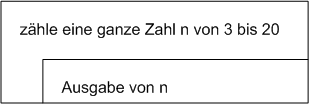 zähle eine ganze Zahl n von 3 bis 20
Ausgabe von n